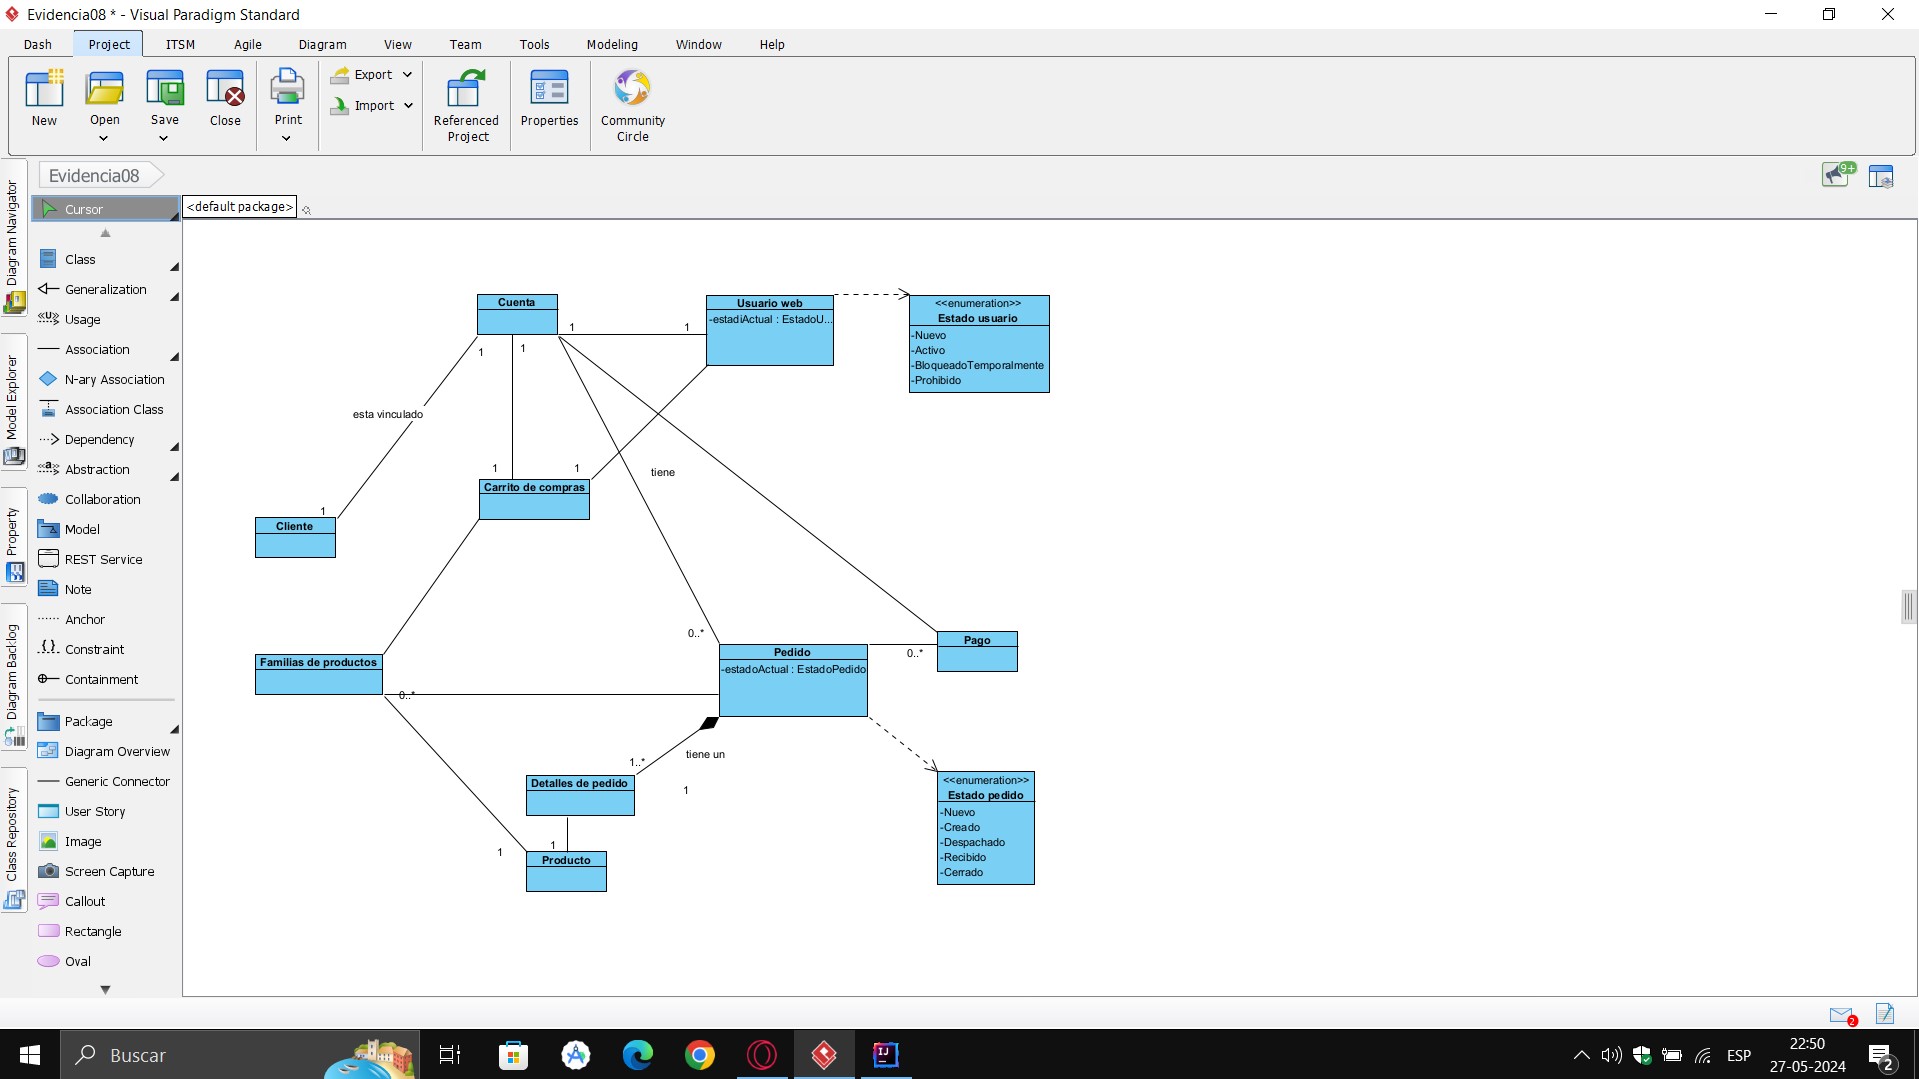 Evidencia08 * - Visual Paradigm Standard
Dash Project ITSM Agile Diagram View Team Tools Modeling Window Help
New
Open
Save
Close
Print
Export
Import
Referenced Project
Properties
Community Circle
Diagram Navigator
Model Explorer
Property
Diagram Backlog
Class Repository
Evidencia08
9+
Cursor
<default package>
Class
Generalization
<<U>> Usage
Association
N-ary Association
Association Class
Dependency
<<a>> Abstraction
Collaboration
Model
REST Service
Note
Anchor
{ } Constraint
Containment
Package
Diagram Overview
Generic Connector
User Story
Image
Screen Capture
Callout
Rectangle
Oval
Cuenta
1
1
1
1
Usuario web
-estadiActual : EstadoU...
<<enumeration>>
Estado usuario
-Nuevo
-Activo
-BloqueadoTemporalmente
-Prohibido
esta vinculado
1
1
tiene
Carrito de compras
1
Cliente
0..*
Pago
0..*
Pedido
-estadoActual : EstadoPedido
Familias de productos
0..*
tiene un
1..*
1
Detalles de pedido
1
1
Producto
<<enumeration>>
Estado pedido
-Nuevo
-Creado
-Despachado
-Recibido
-Cerrado
2
Buscar
IJ
ESP
22:50
27-05-2024
2